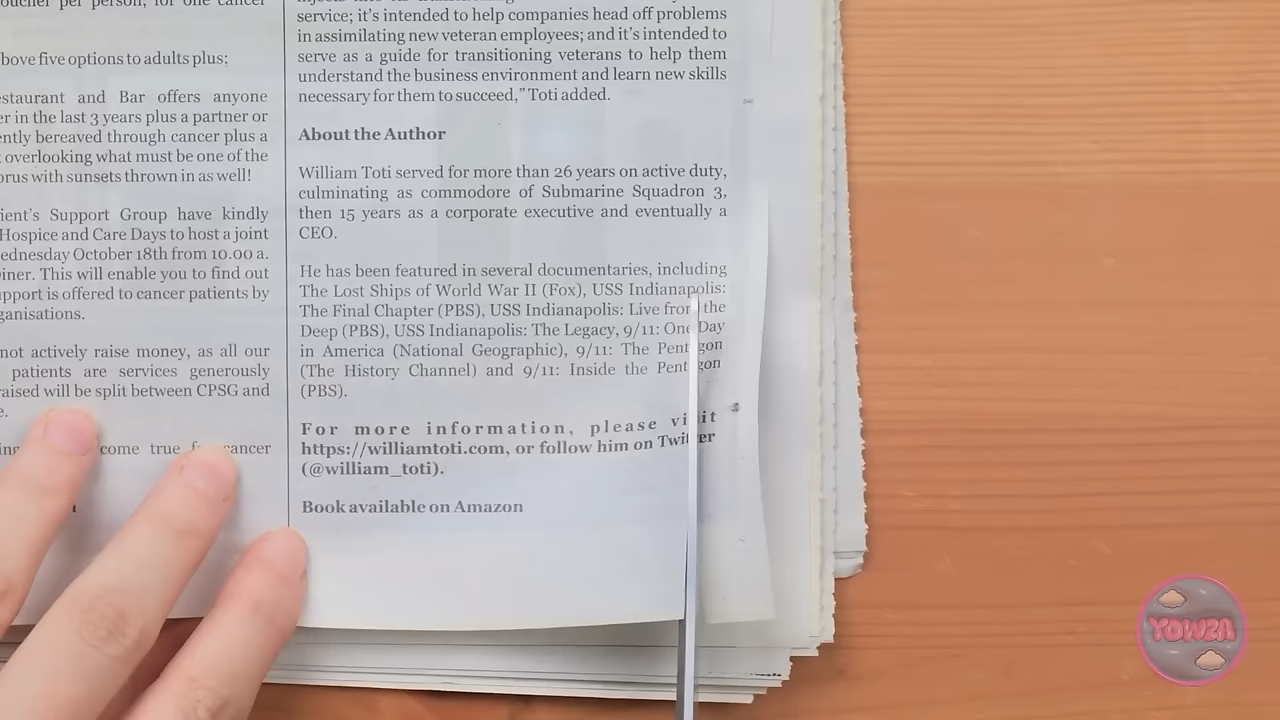 oucher per person, for one cancer
bove five options to adults plus;
estaurant and Bar offers anyone
er in the last 3 years plus a partner or
ently bereaved through cancer plus a
overlooking what must be one of the
orus with sunsets thrown in as well!
ient's Support Group have kindly
Hospice and Care Days to host a joint
ednesday October 18th from 10.00 a.
iner. This will enable you to find out
upport is offered to cancer patients by
ganisations.
not actively raise money, as all our
patients are services generously
raised will be split between CPSG and
e.
ing come true for cancer
service; it's intended to help companies head off problems
in assimilating new veteran employees; and it's intended to
serve as a guide for transitioning veterans to help them
understand the business environment and learn new skills
necessary for them to succeed," Toti added.
About the Author
William Toti served for more than 26 years on active duty,
culminating as commodore of Submarine Squadron 3,
then 15 years as a corporate executive and eventually a
CEO.
He has been featured in several documentaries, including
The Lost Ships of World War II (Fox), USS Indianapolis:
The Final Chapter (PBS), USS Indianapolis: Live from the
Deep (PBS), USS Indianapolis: The Legacy, 9/11: One Day
in America (National Geographic), 9/11: The Pentagon
(The History Channel) and 9/11: Inside the Pentagon
(PBS).
For more information, please visit
https://williamtoti.com, or follow him on Twitter
(@william_toti).
Book available on Amazon
YOWZA